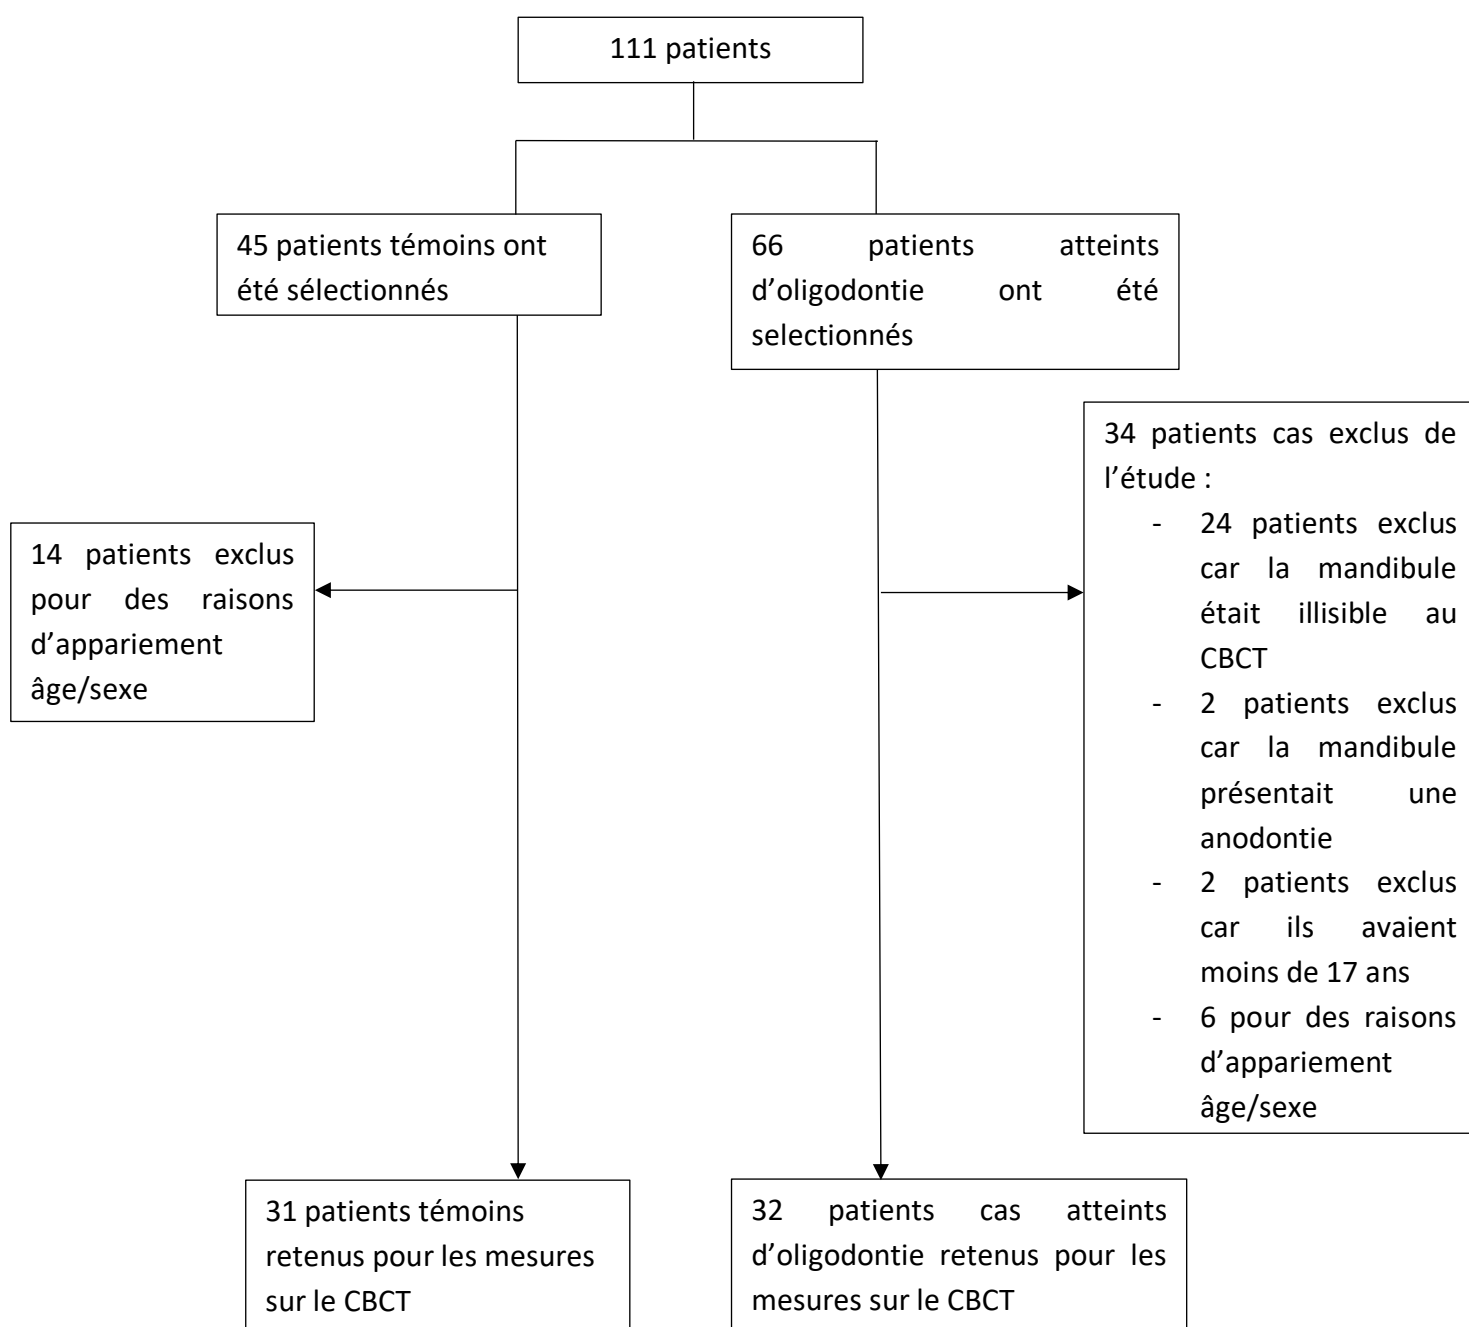 111 patients
45 patients témoins ont
été sélectionnés
66 patients atteints
d’oligodontie ont été
selectionnés
34 patients cas exclus de
l’étude :
- 24 patients exclus
car la mandibule
était illisible au
CBCT
- 2 patients exclus
car la mandibule
présentait une
anodontie
- 2 patients exclus
car ils avaient
moins de 17 ans
- 6 pour des raisons
d’appariement
âge/sexe
14 patients exclus
pour des raisons
d’appariement
âge/sexe
31 patients témoins
retenus pour les mesures
sur le CBCT
32 patients cas atteints
d’oligodontie retenus pour les
mesures sur le CBCT